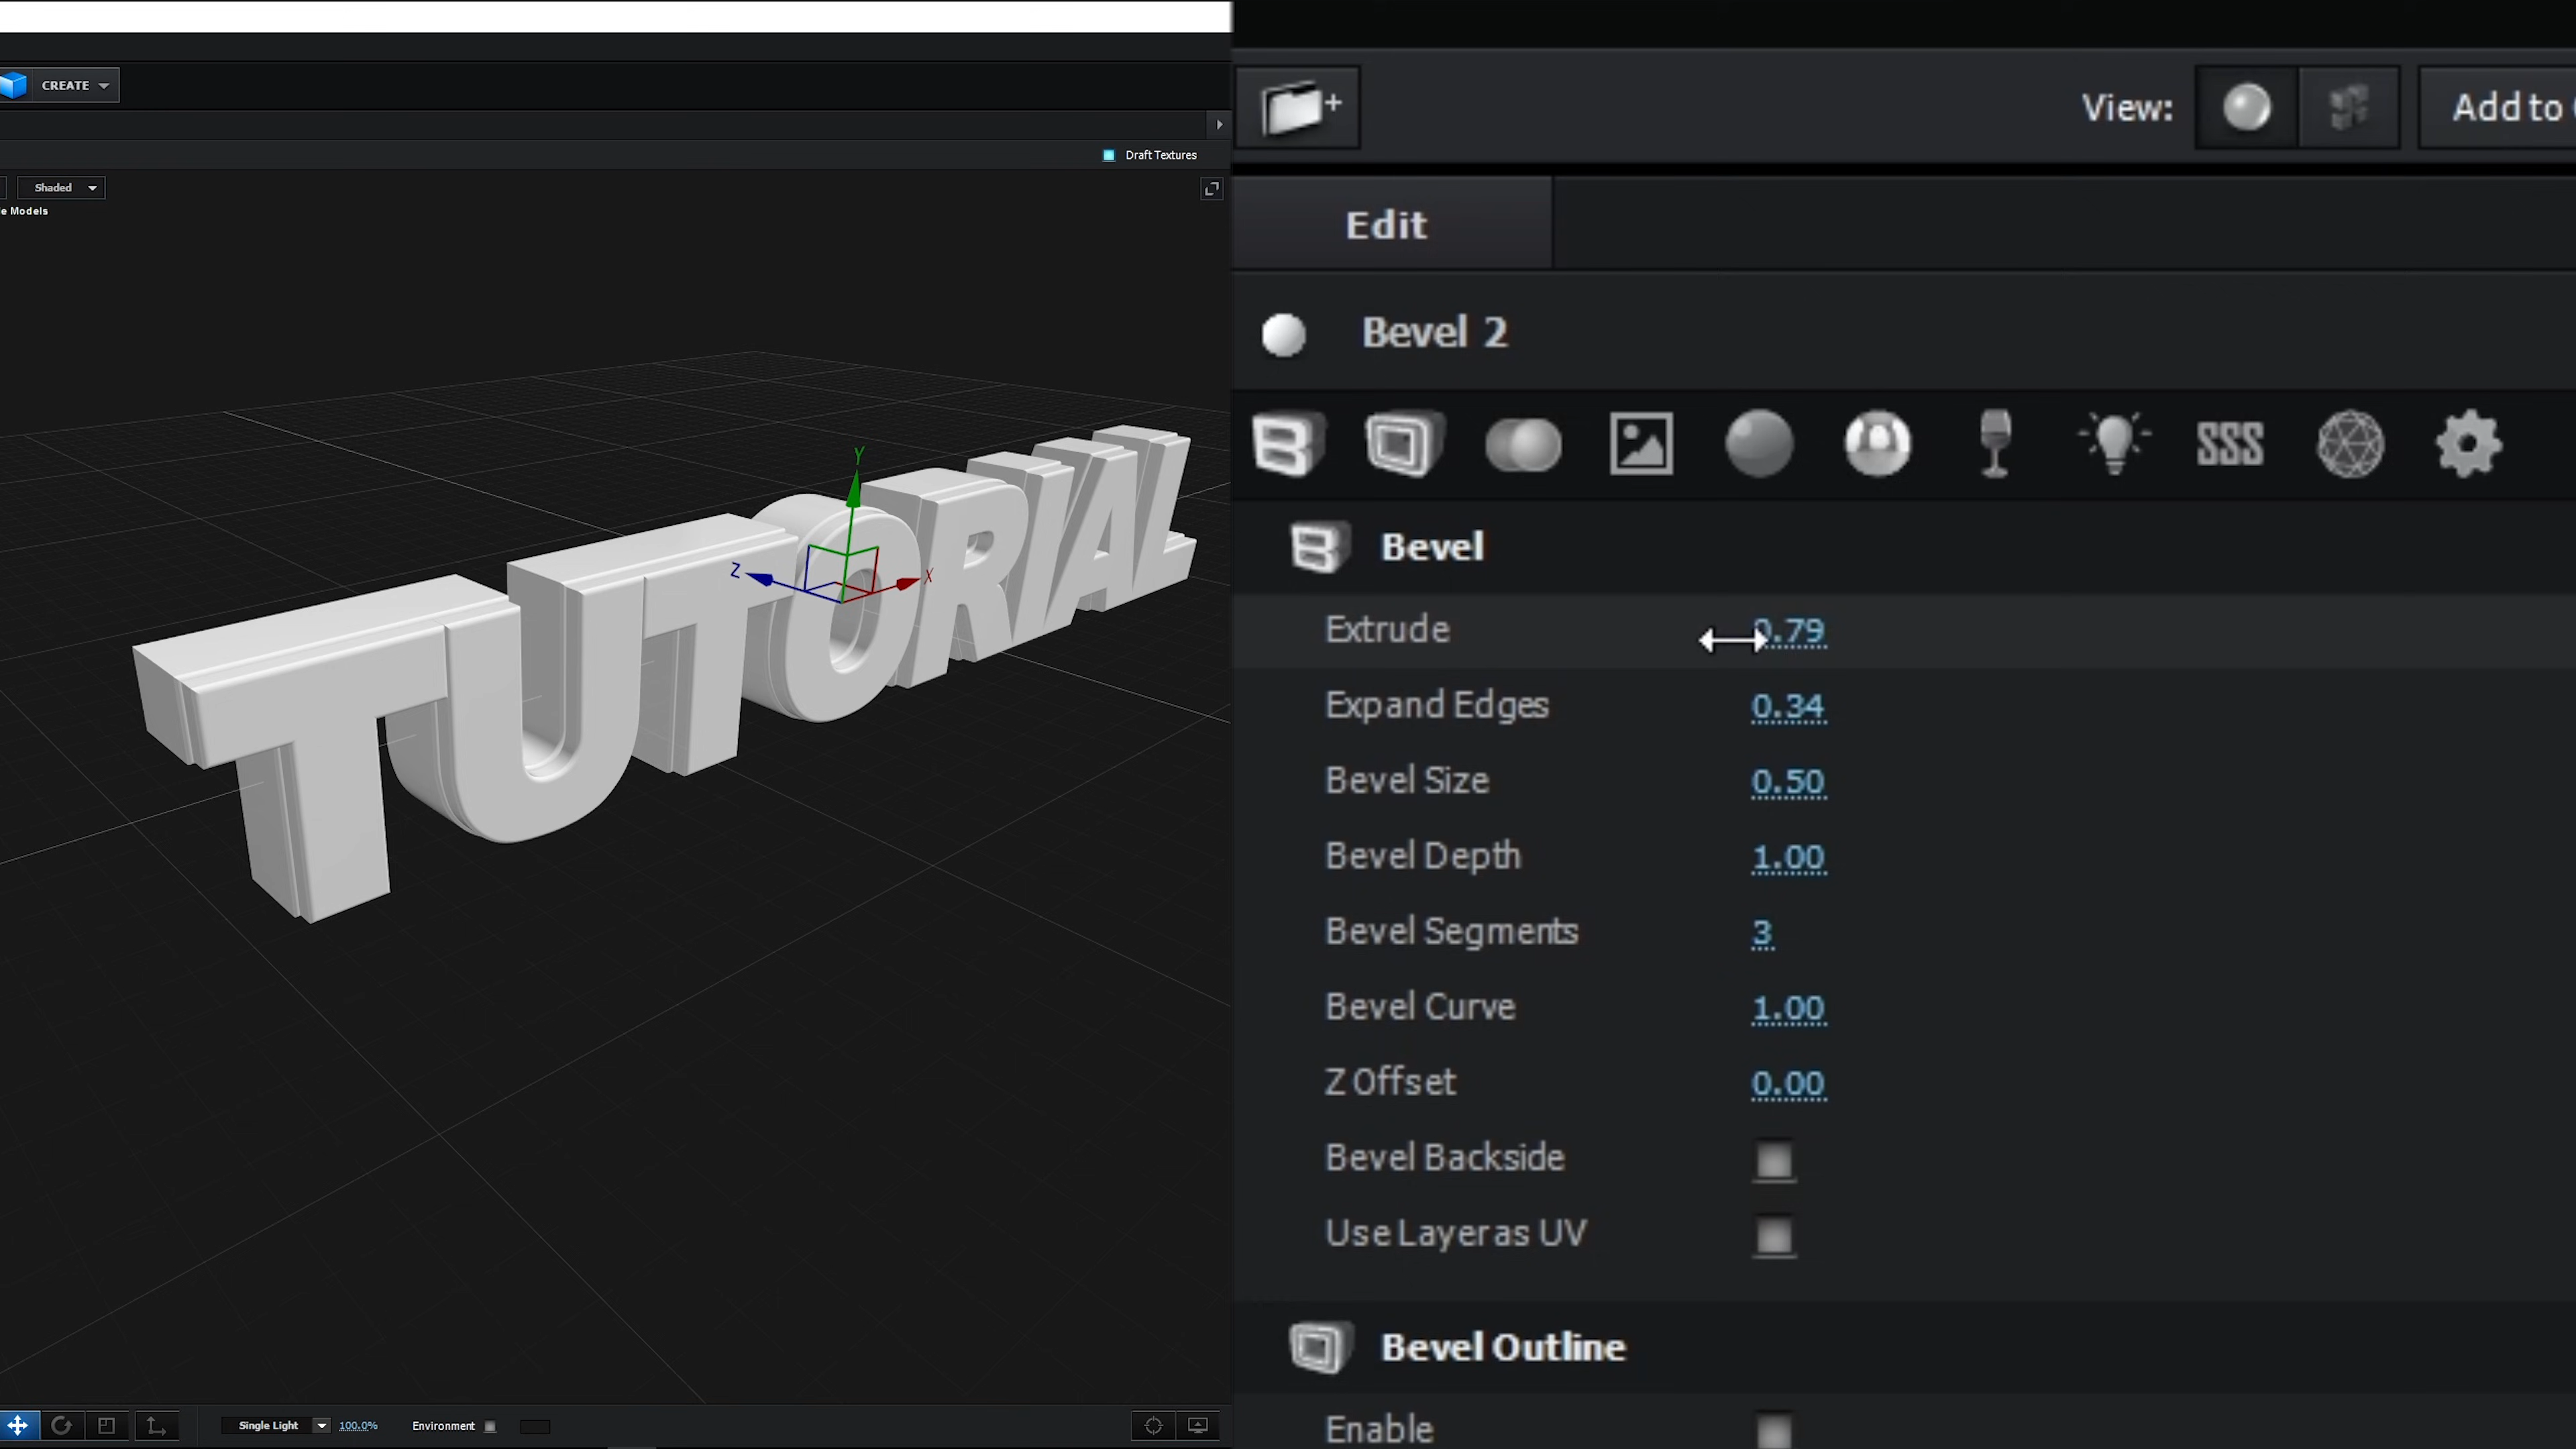 CREATE
Draft Textures
Shaded
e Models
TUTORIAL
Y
Z
X
Single Light
100.0%
Environment
View:
Add to
Edit
Bevel 2
SSS
Bevel
Extrude 0.79
Expand Edges 0.34
Bevel Size 0.50
Bevel Depth 1.00
Bevel Segments 3
Bevel Curve 1.00
Z Offset 0.00
Bevel Backside
Use Layer as UV
Bevel Outline
Enable